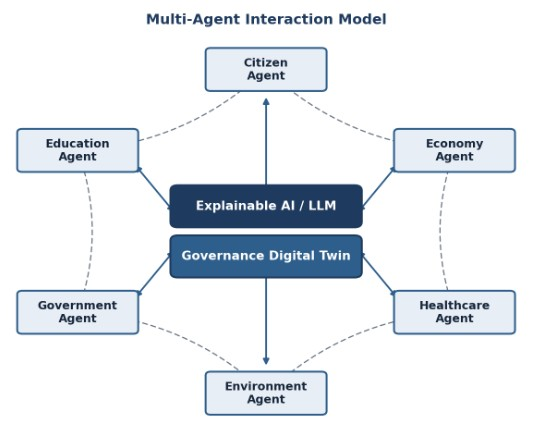 Multi-Agent Interaction Model
Citizen
Agent
Education
Agent
Economy
Agent
Explainable AI / LLM
Governance Digital Twin
Government
Agent
Healthcare
Agent
Environment
Agent